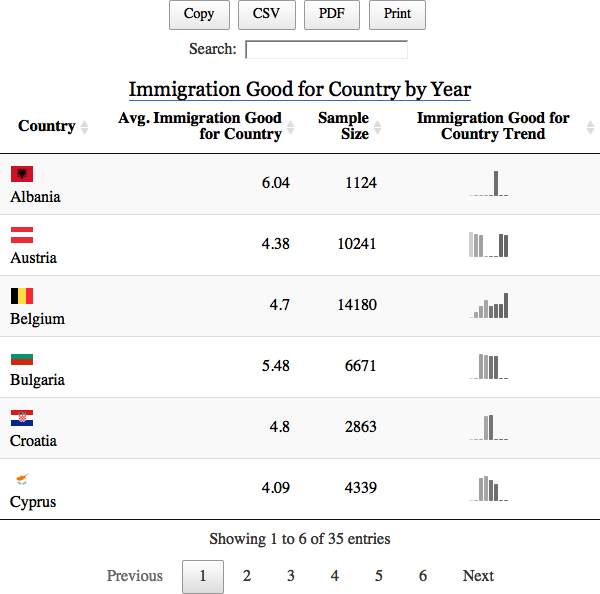 Copy CSV PDF Print
Search:
Immigration Good for Country by Year
Country Avg. Immigration Good for Country Sample Size Immigration Good for Country Trend
Albania 6.04 1124
Austria 4.38 10241
Belgium 4.7 14180
Bulgaria 5.48 6671
Croatia 4.8 2863
Cyprus 4.09 4339
Showing 1 to 6 of 35 entries
Previous 1 2 3 4 5 6 Next